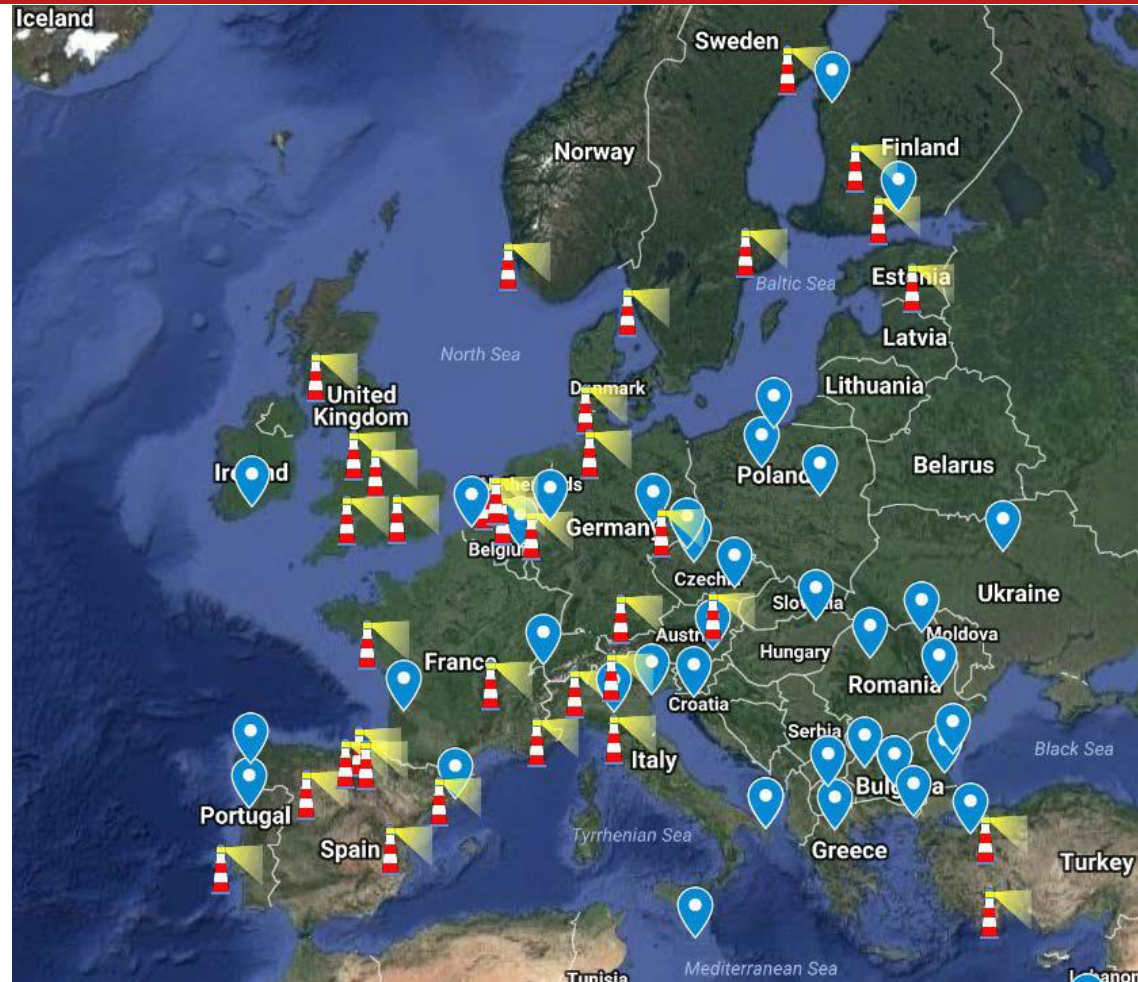 Iceland
Sweden
Norway
Finland
Baltic Sea
Estonia
North Sea
Latvia
Denmark
Lithuania
United
Kingdom
Ireland
Belarus
Poland
Germany
Czechia
Ukraine
Austria
Moldova
Hungary
France
Romania
Croatia
Serbia
Black Sea
Italy
Bulgaria
Portugal
Tyrrhenian Sea
Spain
Greece
Turkey
Mediterranean Sea
Tunisia
Lebanon